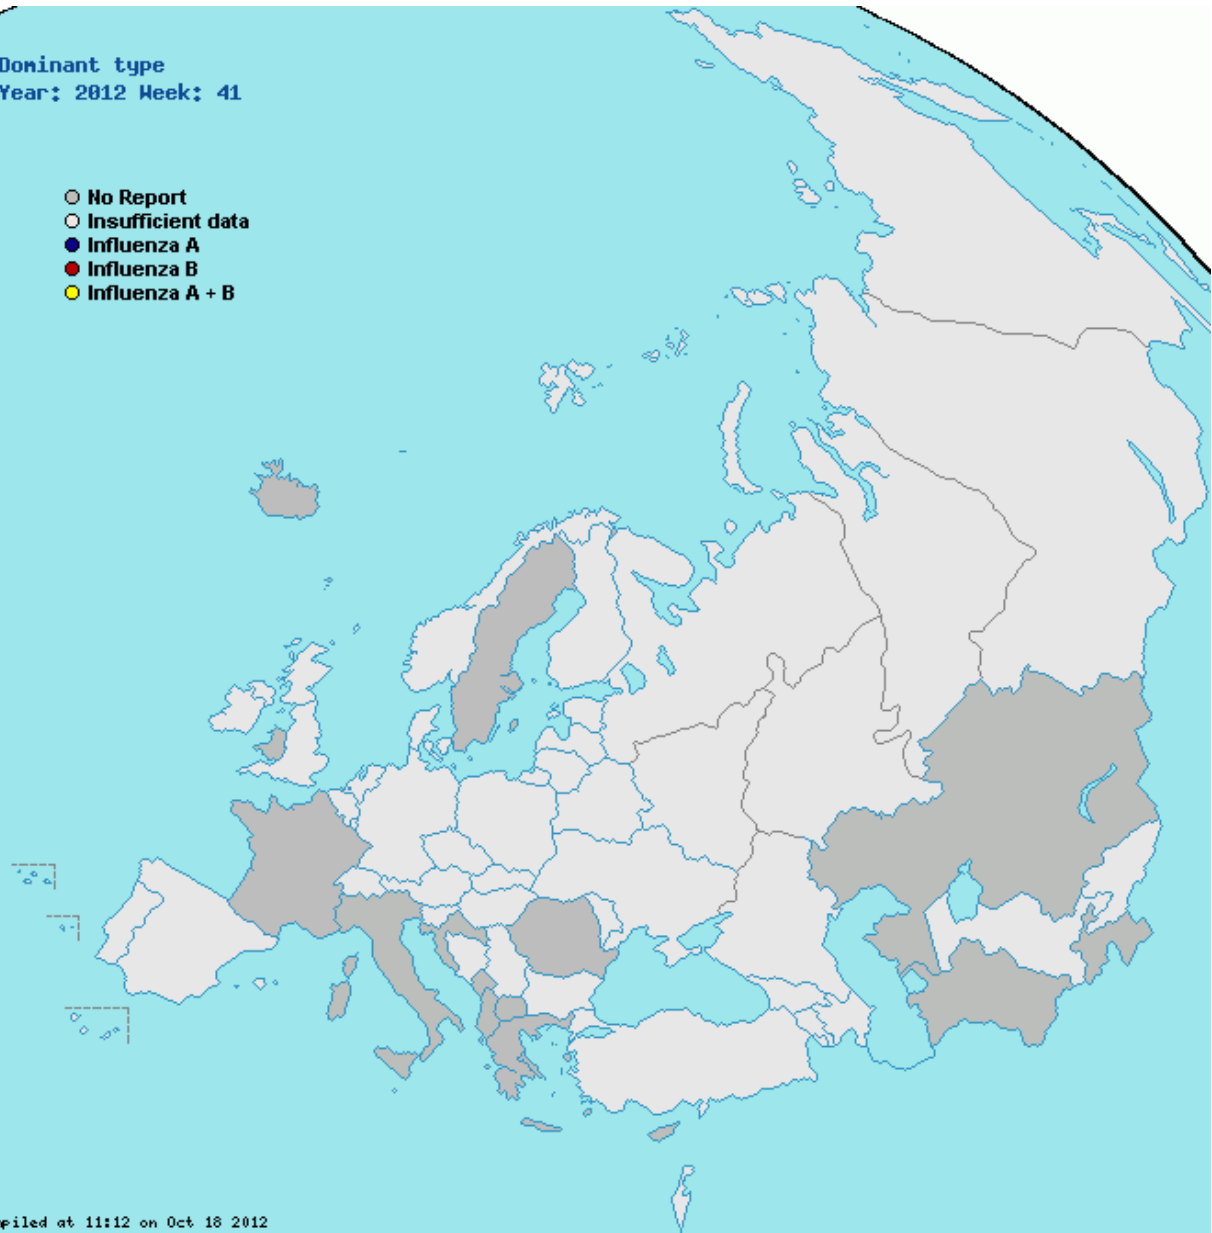 Dominant type
Year: 2012 Week: 41
No Report
Insufficient data
Influenza A
Influenza B
Influenza A + B
piled at 11:12 on Oct 18 2012